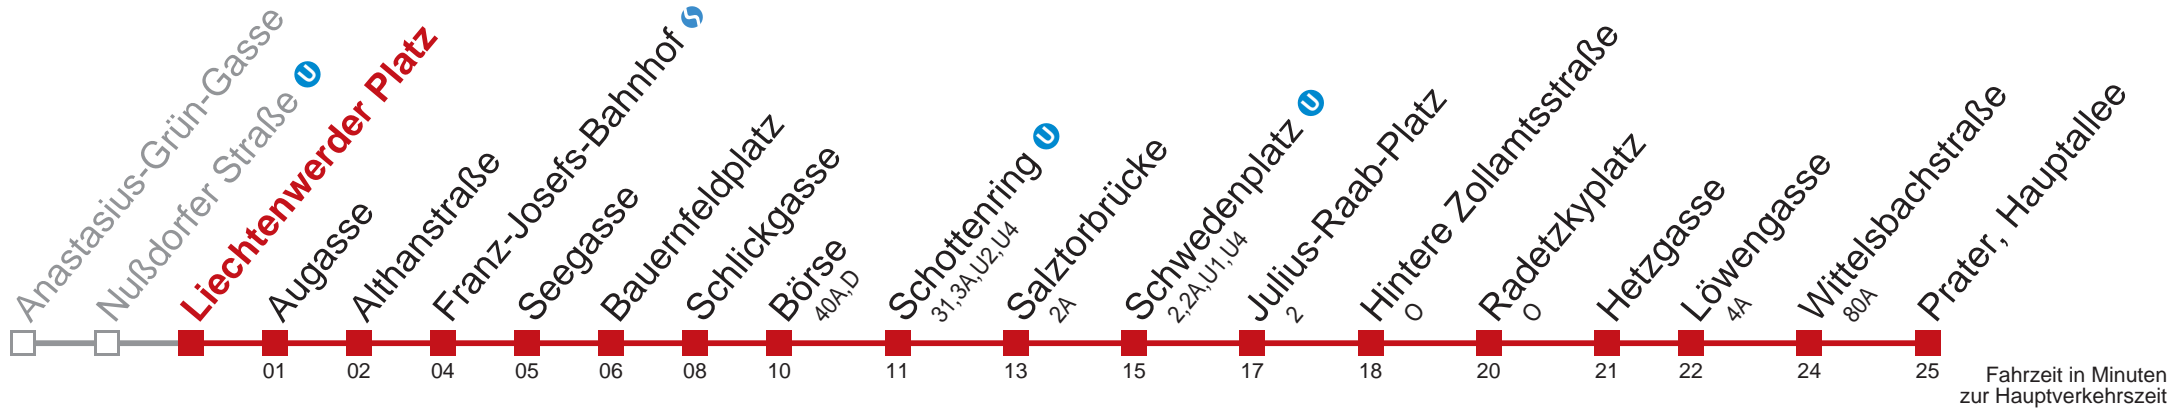 Anastasius-Grün-Gasse
Nußdorfer Straße U
Liechtenwerder Platz
Augasse
01
Althanstraße
02
Franz-Josefs-Bahnhof
04
Seegasse
05
Bauernfeldplatz
06
Schlickgasse
08
Börse
40A,D
10
Schottenring U
31,3A,U2,U4
11
Salztorbrücke
2A
13
Schwedenplatz U
2,2A,U1,U4
15
Julius-Raab-Platz
2
17
Hintere Zollamtsstraße
O
18
Radetzkyplatz
O
20
Hetzgasse
21
Löwengasse
4A
22
Wittelsbachstraße
80A
24
Prater, Hauptallee
25
Fahrzeit in Minuten
zur Hauptverkehrszeit